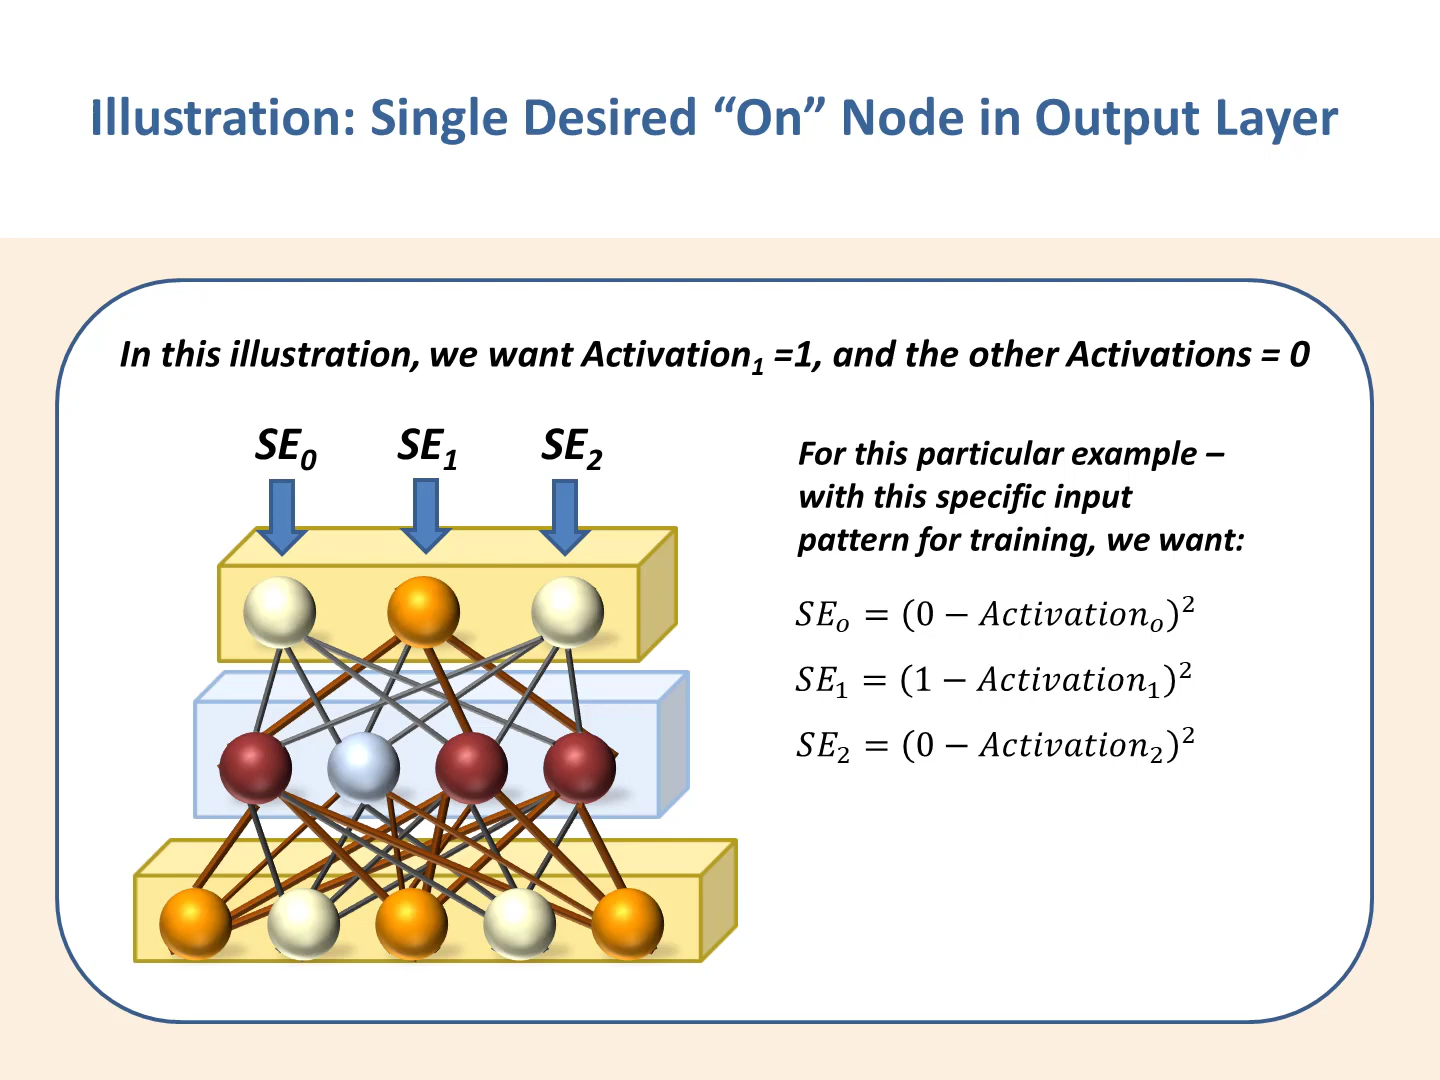 Illustration: Single Desired “On” Node in Output Layer
In this illustration, we want Activation₁ =1, and the other Activations = 0
SE₀ SE₁ SE₂
For this particular example –
with this specific input
pattern for training, we want:
SEₒ = (0 − Activationₒ)²
SE₁ = (1 − Activation₁)²
SE₂ = (0 − Activation₂)²